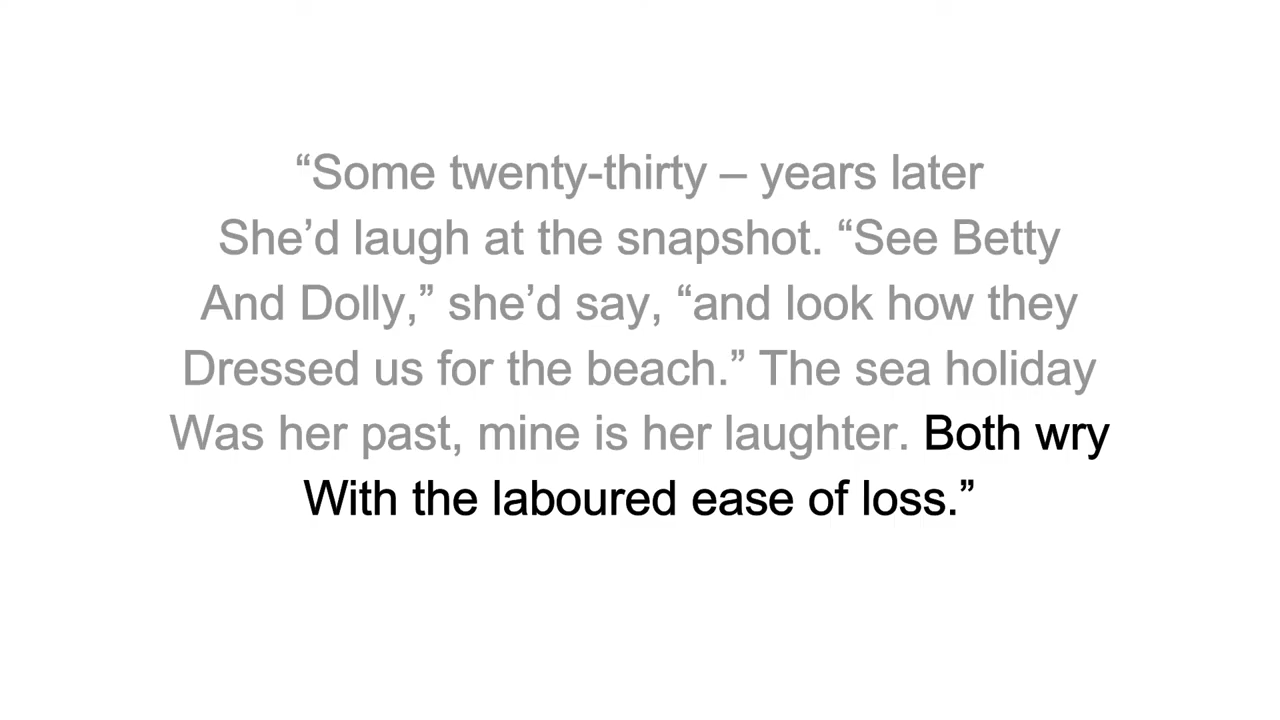 “Some twenty-thirty – years later
She’d laugh at the snapshot. “See Betty
And Dolly,” she’d say, “and look how they
Dressed us for the beach.” The sea holiday
Was her past, mine is her laughter. Both wry
With the laboured ease of loss.”